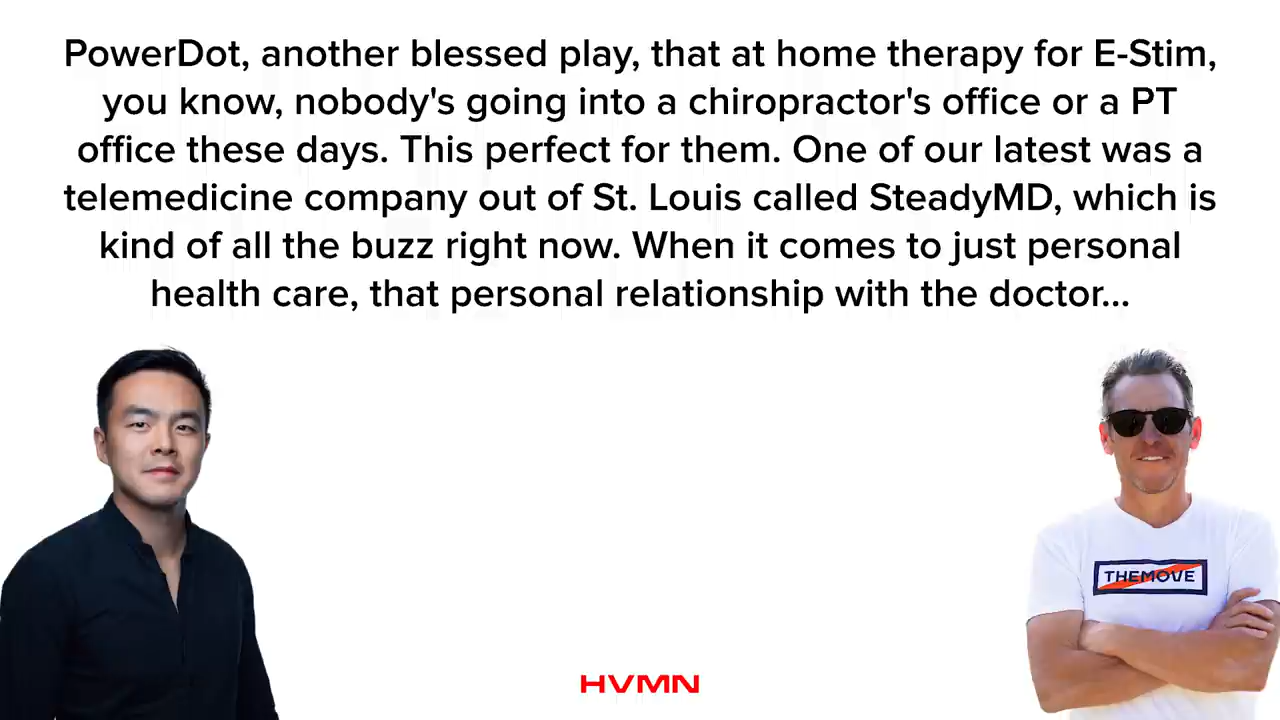 PowerDot, another blessed play, that at home therapy for E-Stim,
you know, nobody's going into a chiropractor's office or a PT
office these days. This perfect for them. One of our latest was a
telemedicine company out of St. Louis called SteadyMD, which is
kind of all the buzz right now. When it comes to just personal
health care, that personal relationship with the doctor...
THEMOVE
HVMN